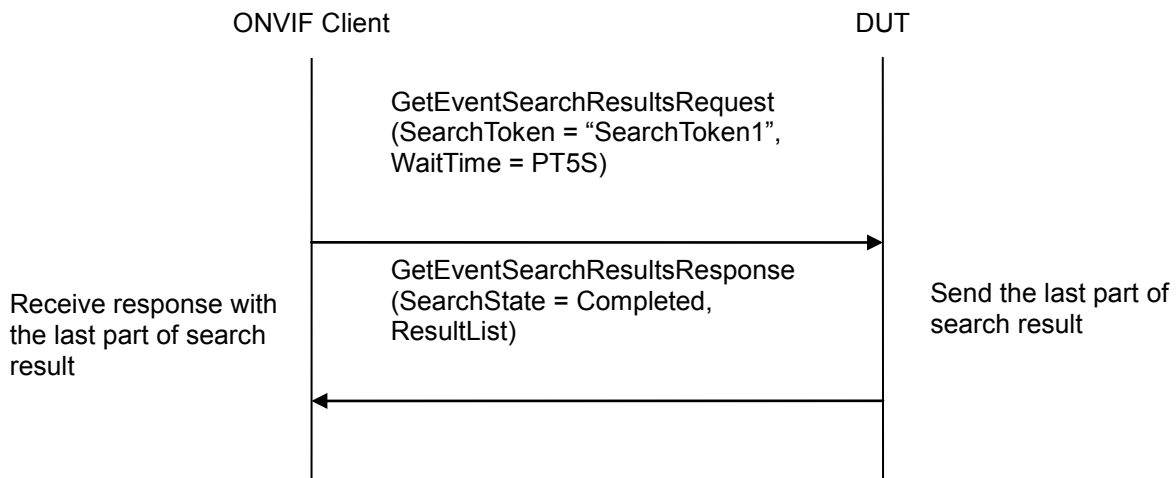 ONVIF Client
DUT
GetEventSearchResultsRequest
(SearchToken = “SearchToken1”,
WaitTime = PT5S)
GetEventSearchResultsResponse
(SearchState = Completed,
ResultList)
Receive response with
the last part of search
result
Send the last part of
search result